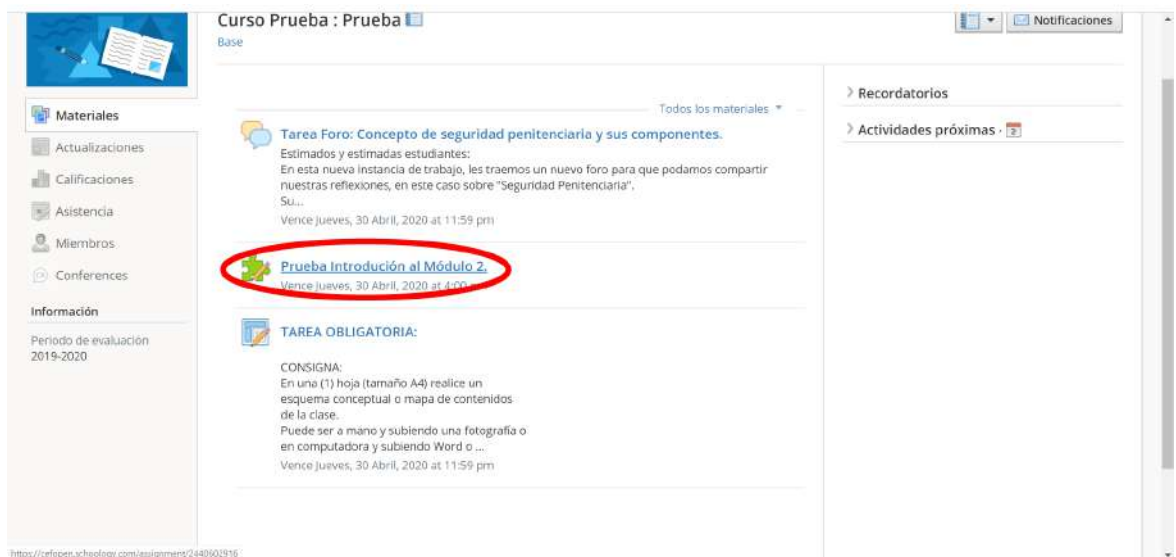 Curso Prueba : Prueba
Notificaciones
Base
Materiales
Actualizaciones
Calificaciones
Asistencia
Miembros
Conferences
Información
Periodo de evaluación
2019-2020
Todos los materiales
Tarea Foro: Concepto de seguridad penitenciaria y sus componentes.
Estimados y estimadas estudiantes:
En esta nueva instancia de trabajo, les traemos un nuevo foro para que podamos compartir
nuestras reflexiones, en este caso sobre "Seguridad Penitenciaria".
Su...
Vence Jueves, 30 Abril, 2020 at 11:59 pm
Prueba Introdución al Módulo 2.
Vence Jueves, 30 Abril, 2020 at 4:00
TAREA OBLIGATORIA:
CONSIGNA:
En una (1) hoja (tamaño A4) realice un
esquema conceptual o mapa de contenidos
de la clase.
Puede ser a mano y subiendo una fotografía o
en computadora y subiendo Word o ...
Vence Jueves, 30 Abril, 2020 at 11:59 pm
Recordatorios
Actividades próximas ·
https://cefopen.schoology.com/assignment/2440602916